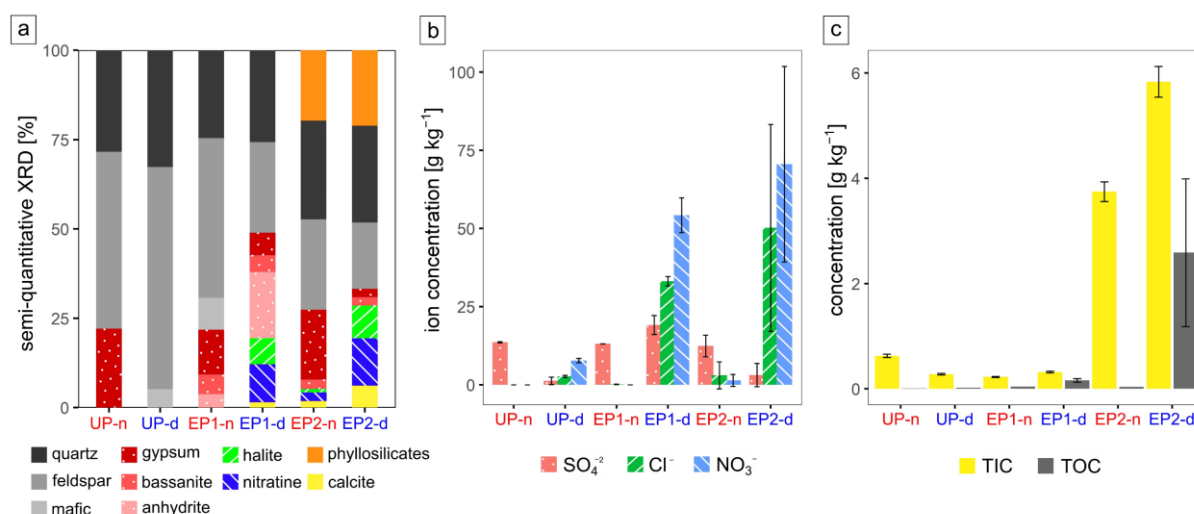 a
semi-quantitative XRD [%]
100
75
50
25
0
UP-n UP-d EP1-n EP1-d EP2-n EP2-d
quartz gypsum halite phyllosilicates
feldspar bassanite nitratine calcite
mafic anhydrite
b
ion concentration [g kg⁻¹]
100
75
50
25
0
UP-n UP-d EP1-n EP1-d EP2-n EP2-d
SO₄⁻² Cl⁻ NO₃⁻
c
concentration [g kg⁻¹]
6
4
2
0
UP-n UP-d EP1-n EP1-d EP2-n EP2-d
TIC TOC